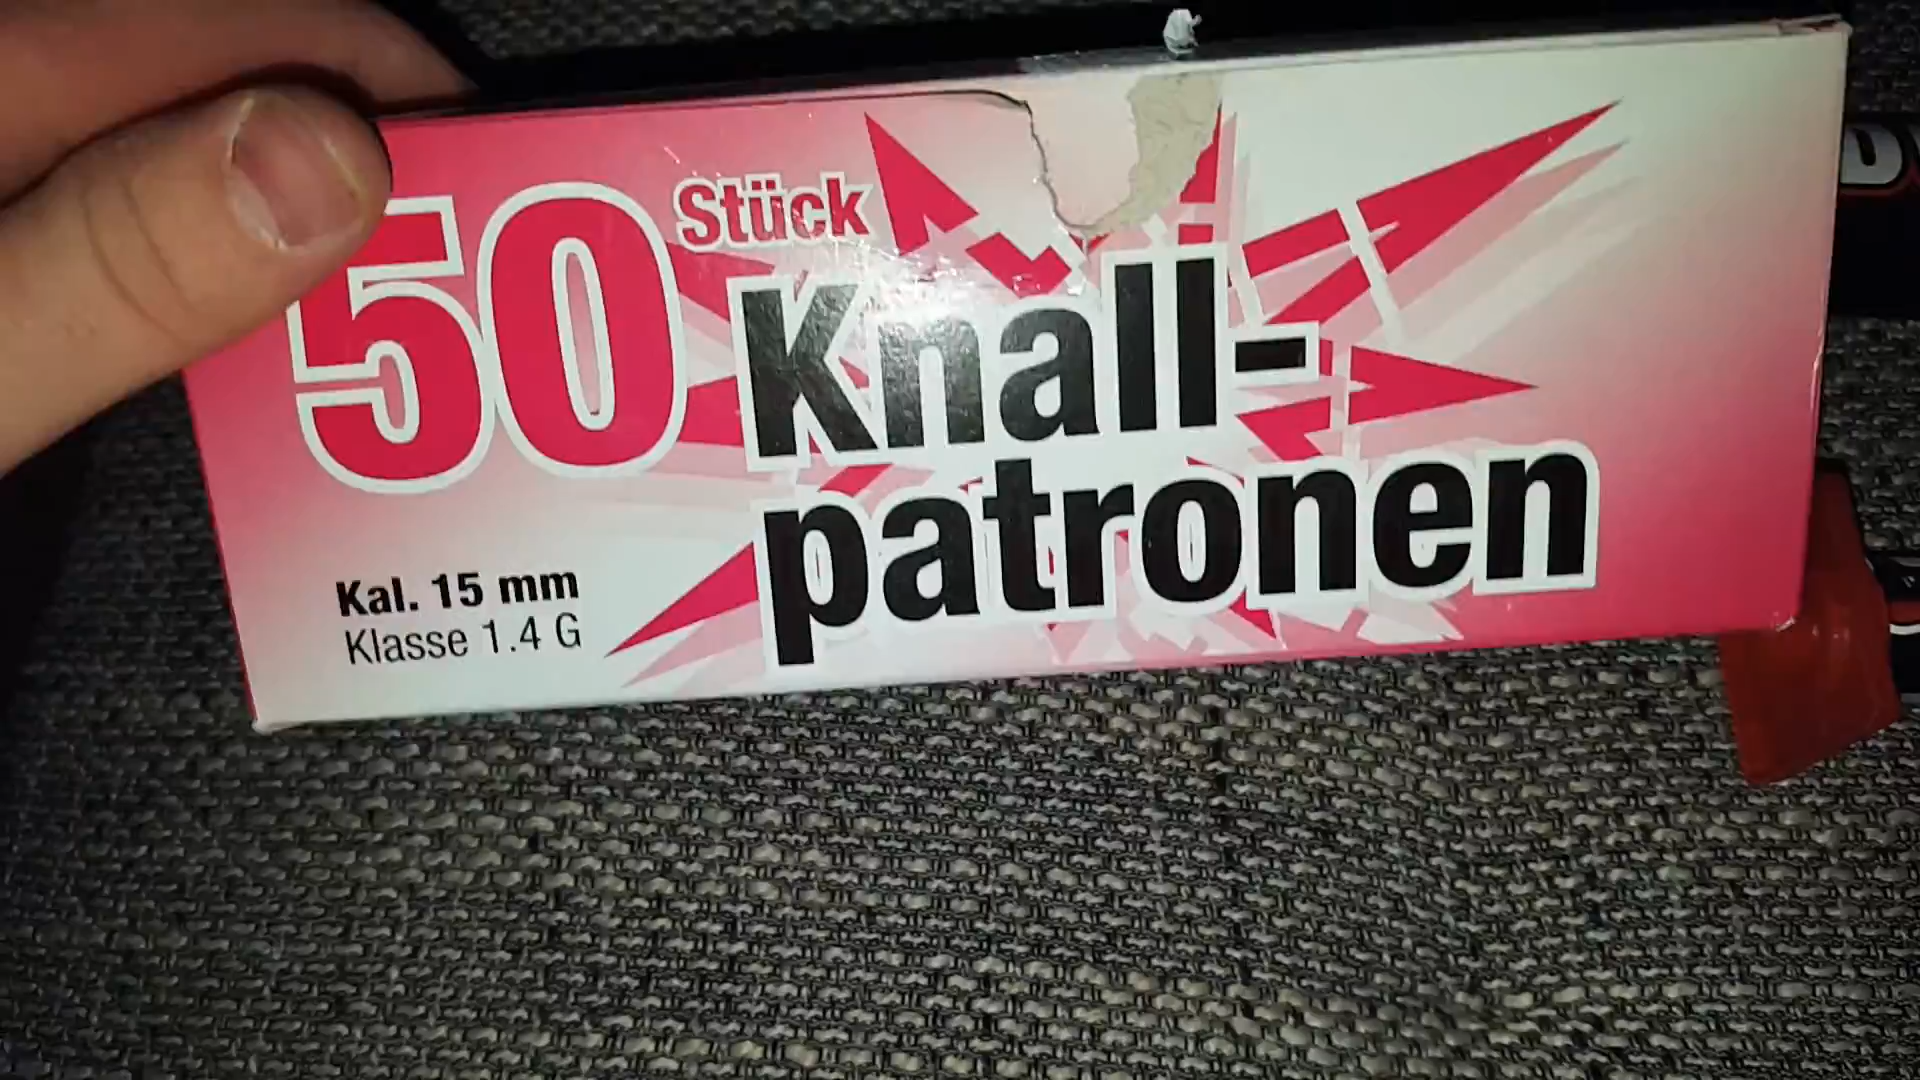 50 Stück
Knall-
patronen
Kal. 15 mm
Klasse 1.4 G